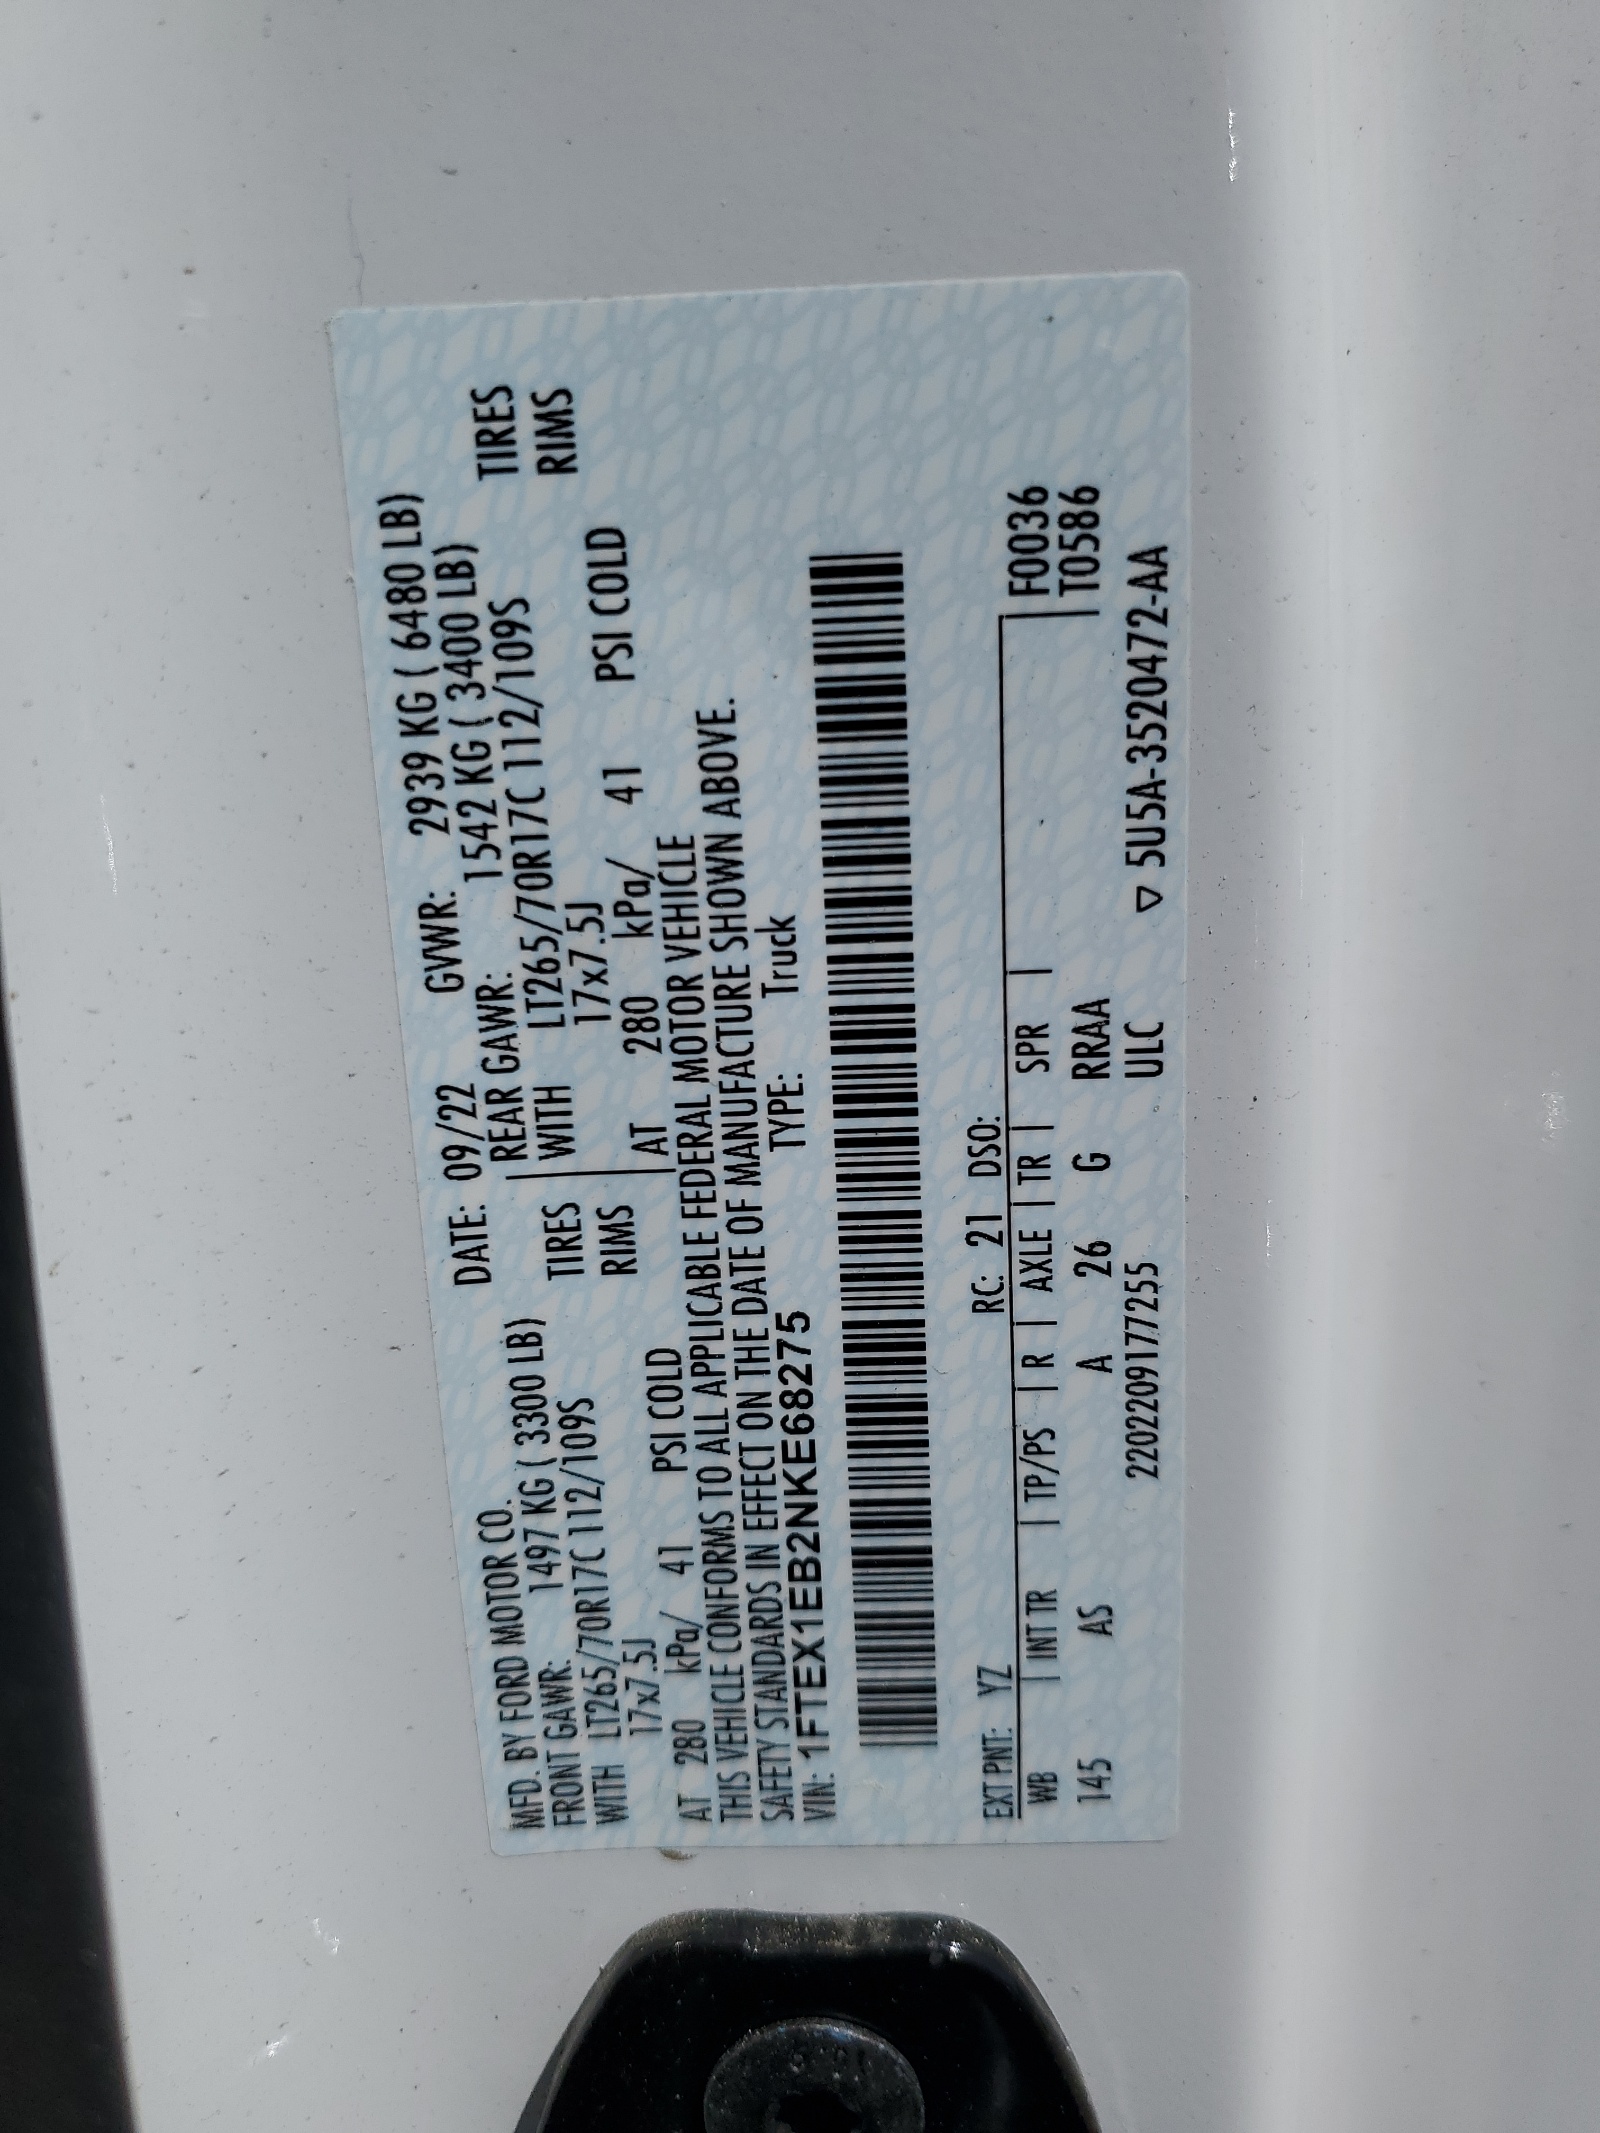 MFD. BY FORD MOTOR CO. DATE: 09/22 GVWR: 2939 KG ( 6480 LB)
FRONT GAWR: 1497 KG ( 3300 LB) REAR GAWR: 1542 KG ( 3400 LB)
WITH LT265/70R17C 112/109S TIRES WITH LT265/70R17C 112/109S TIRES
17x7.5J RIMS 17x7.5J RIMS
AT 280 kPa/ 41 PSI COLD AT 280 kPa/ 41 PSI COLD
THIS VEHICLE CONFORMS TO ALL APPLICABLE FEDERAL MOTOR VEHICLE
SAFETY STANDARDS IN EFFECT ON THE DATE OF MANUFACTURE SHOWN ABOVE.
VIN: 1FTEX1EB2NKE68275 TYPE: Truck
EXT PNT: YZ RC: 21 DSO:
WB INT TR TP/PS R AXLE TR SPR F0036
145 AS A 26 G RRAA T0586
2202209177255 ULC ▽ 5U5A-3520472-AA